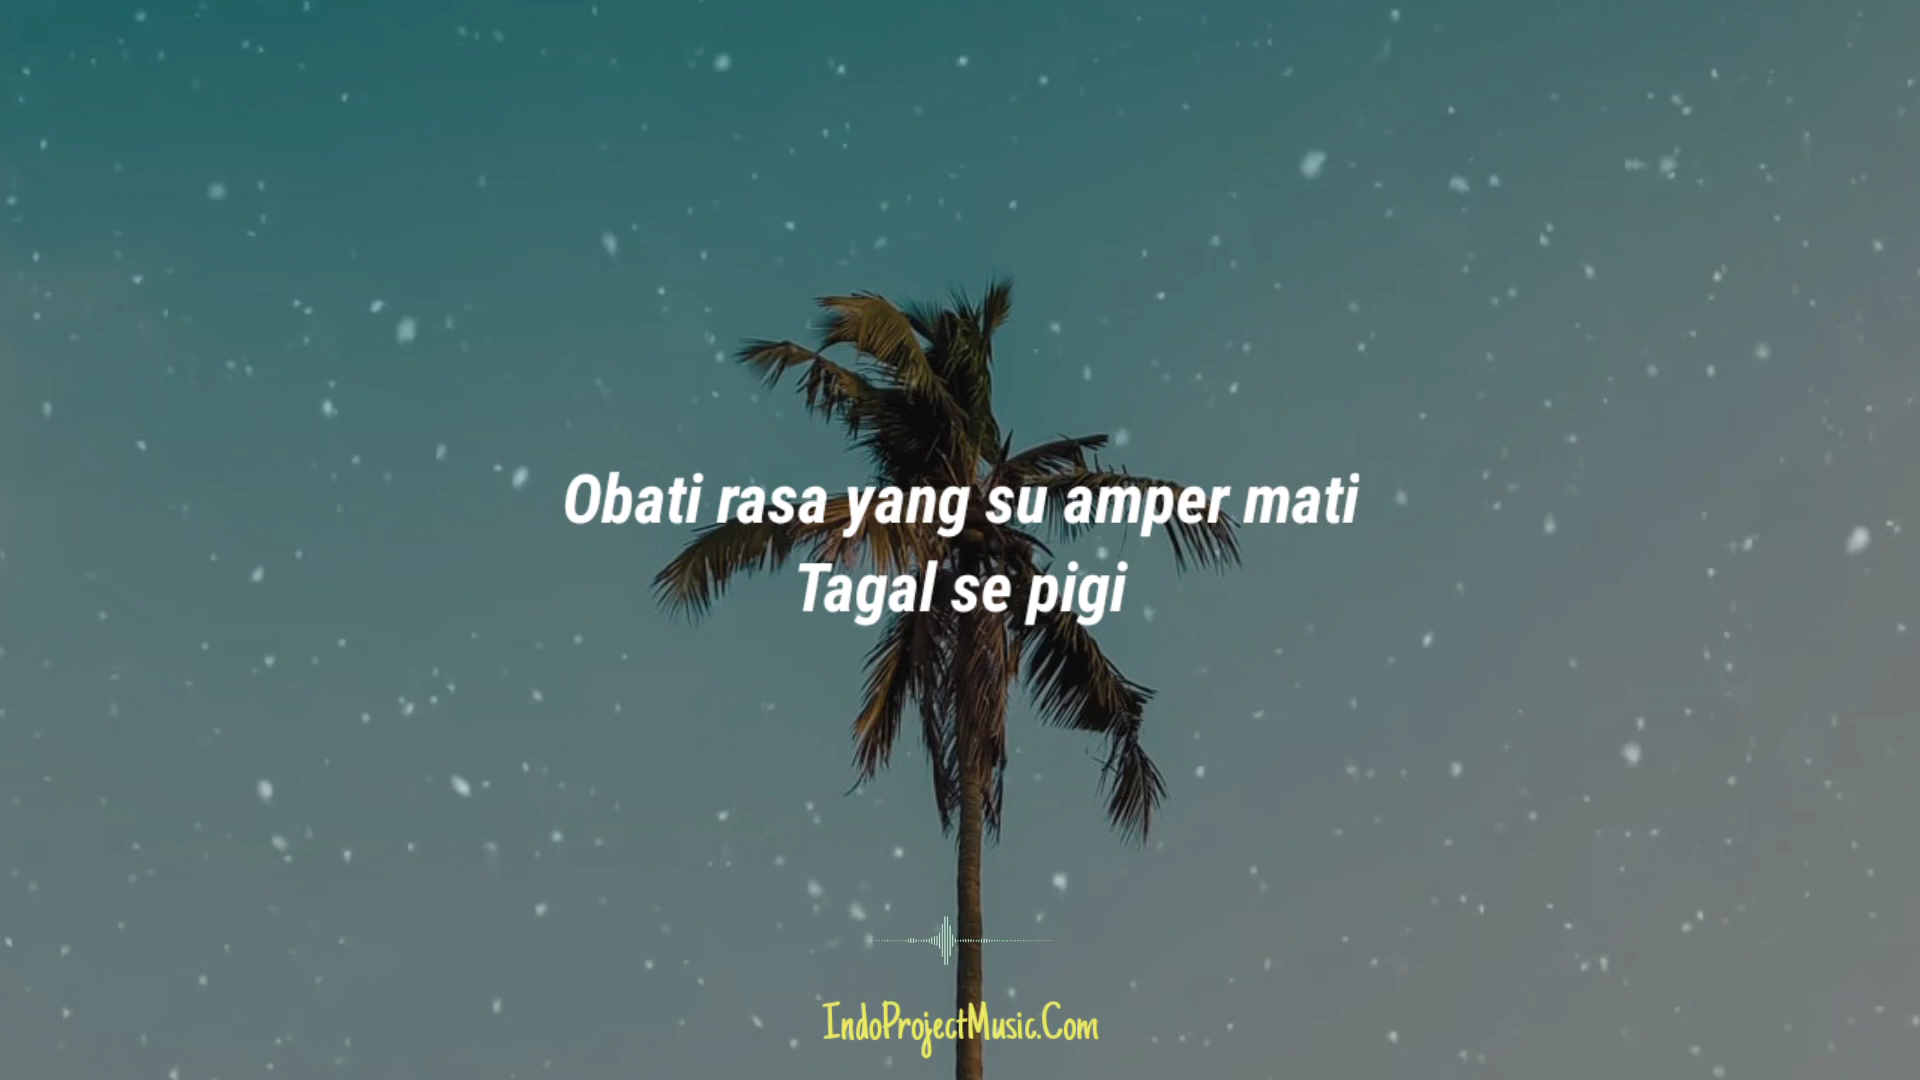 Obati rasa yang su amper mati
Tagal se pigi
IndoProjectMusic.Com